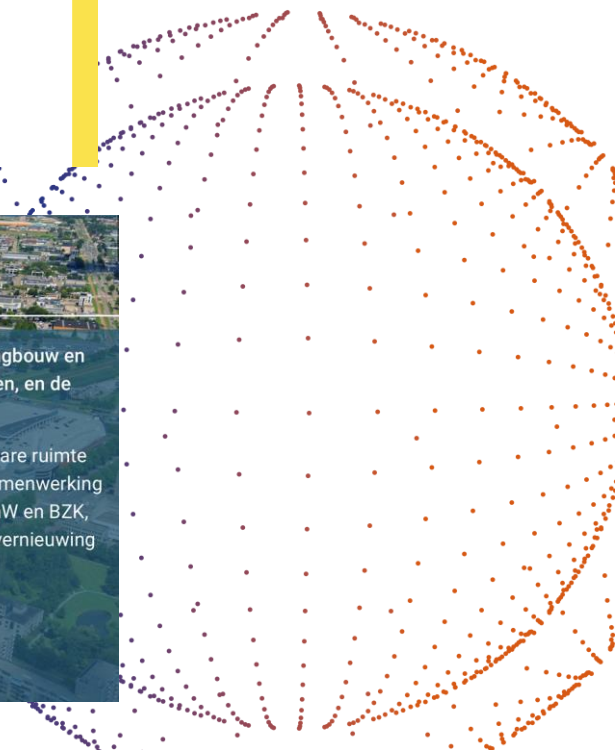 gbouw en
en, en de
are ruimte
menwerking
W en BZK,
vernieuwing